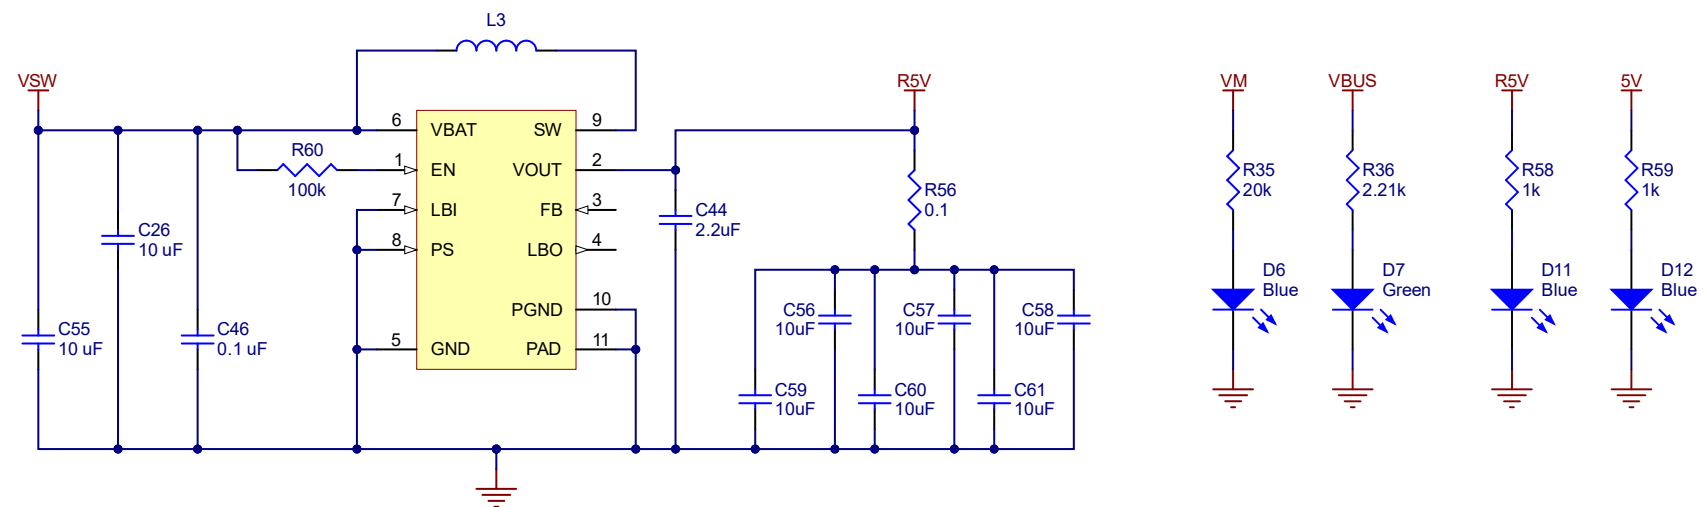 L3
VSW
R5V
VM
VBUS
R5V
5V
6
VBAT
SW
9
R60
100k
1
EN
VOUT
2
R56
0.1
R35
20k
R36
2.21k
R58
1k
R59
1k
7
LBI
FB
3
C44
2.2uF
C26
10 uF
8
PS
LBO
4
D6
Blue
D7
Green
D11
Blue
D12
Blue
PGND
10
C56
10uF
C57
10uF
C58
10uF
C55
10 uF
C46
0.1 uF
5
GND
PAD
11
C59
10uF
C60
10uF
C61
10uF